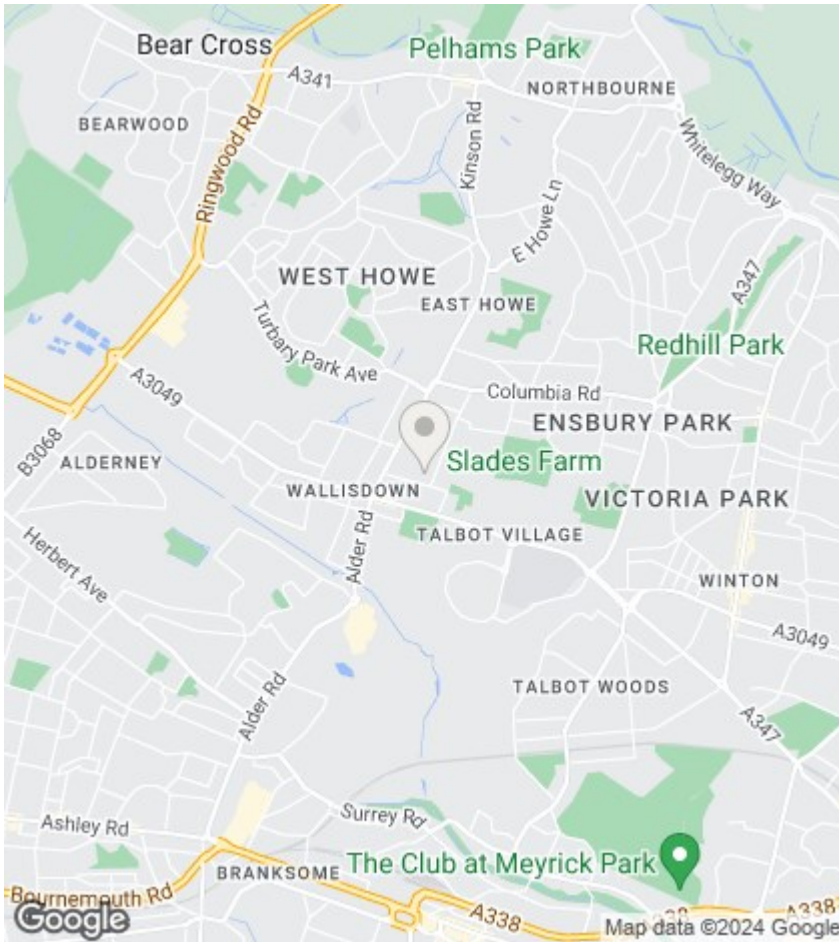 Bear Cross
Pelhams Park
A341
NORTHBOURNE
BEARWOOD
Ringwood Rd
Kinson Rd
Whitelegg Way
E Howe Ln
WEST HOWE
EAST HOWE
A347
Turbary Park Ave
Redhill Park
A3049
Columbia Rd
ENSBURY PARK
B3068
ALDERNEY
Slades Farm
WALLISDOWN
VICTORIA PARK
TALBOT VILLAGE
Alder Rd
Herbert Ave
WINTON
A3049
TALBOT WOODS
Alder Rd
A347
Surrey Rd
Ashley Rd
The Club at Meyrick Park
BRANKSOME
Bournemouth Rd
A338
A338
Google
Map data ©2024 Google